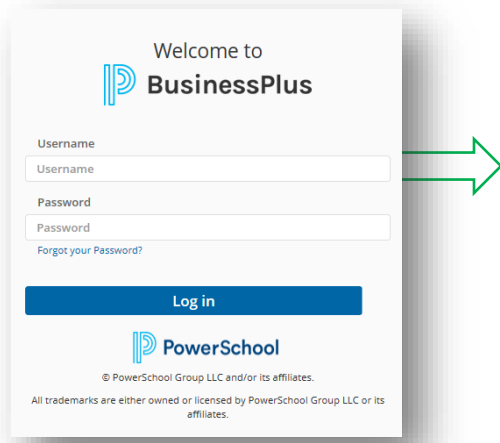 Welcome to
BusinessPlus
Username
Username
Password
Password
Forgot your Password?
Log in
PowerSchool
© PowerSchool Group LLC and/or its affiliates.
All trademarks are either owned or licensed by PowerSchool Group LLC or its
affiliates.